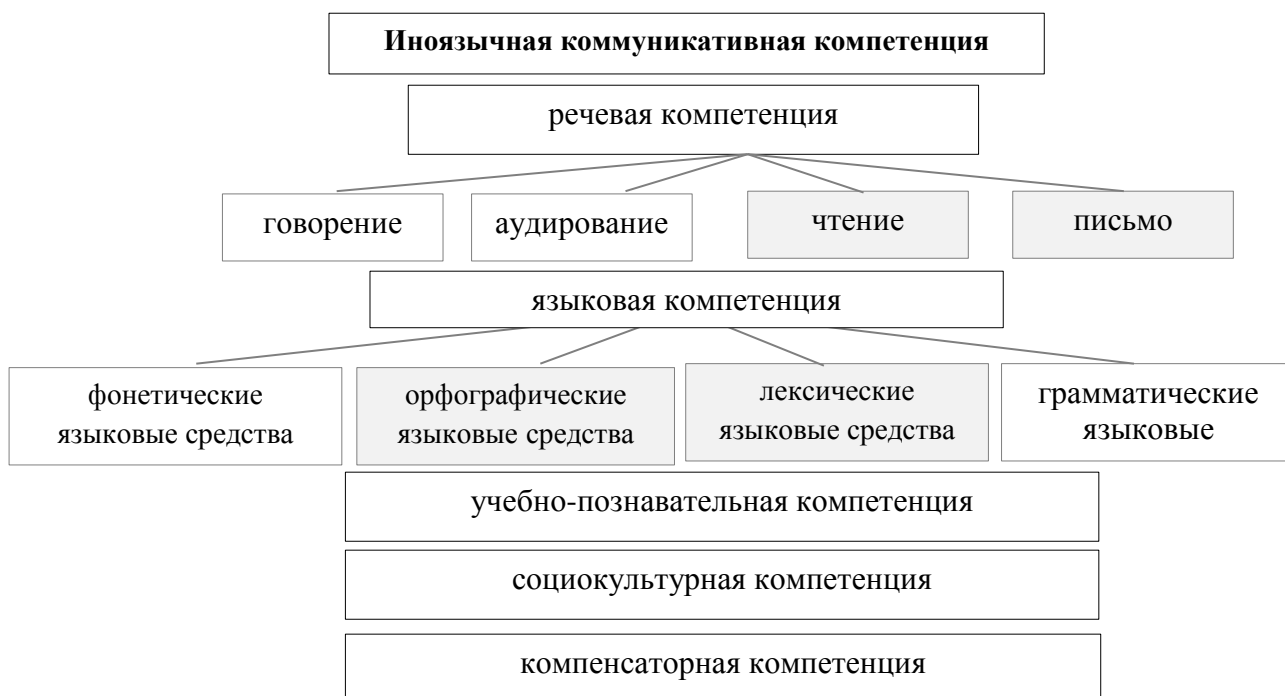 Иноязычная коммуникативная компетенция
речевая компетенция
говорение
аудирование
чтение
письмо
языковая компетенция
фонетические
языковые средства
орфографические
языковые средства
лексические
языковые средства
грамматические
языковые
учебно-познавательная компетенция
социокультурная компетенция
компенсаторная компетенция